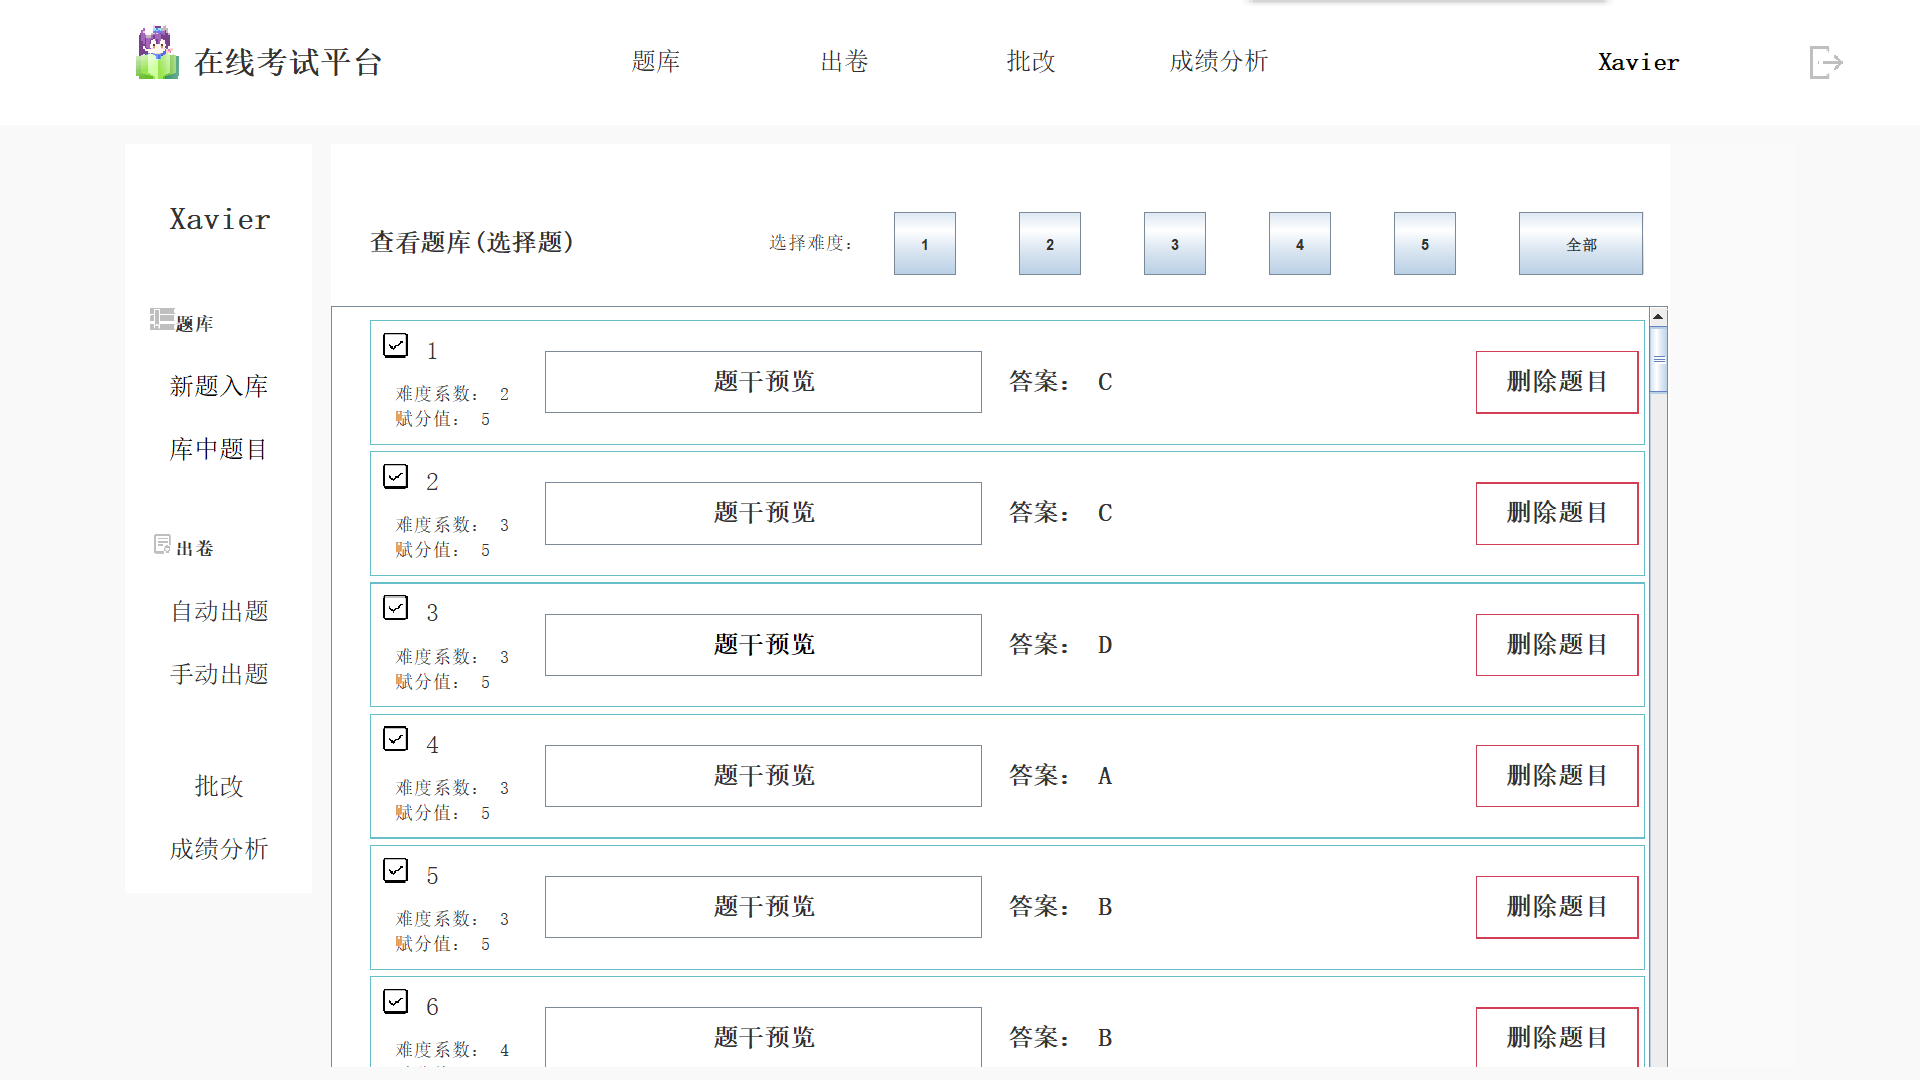 在线考试平台 题库 出卷 批改 成绩分析 Xavier
Xavier
题库
新题入库
库中题目
出卷
自动出题
手动出题
批改
成绩分析
查看题库(选择题) 选择难度: 1 2 3 4 5 全部
1
难度系数: 2
赋分值: 5
题干预览 答案: C 删除题目
2
难度系数: 3
赋分值: 5
题干预览 答案: C 删除题目
3
难度系数: 3
赋分值: 5
题干预览 答案: D 删除题目
4
难度系数: 3
赋分值: 5
题干预览 答案: A 删除题目
5
难度系数: 3
赋分值: 5
题干预览 答案: B 删除题目
6
难度系数: 4
题干预览 答案: B 删除题目